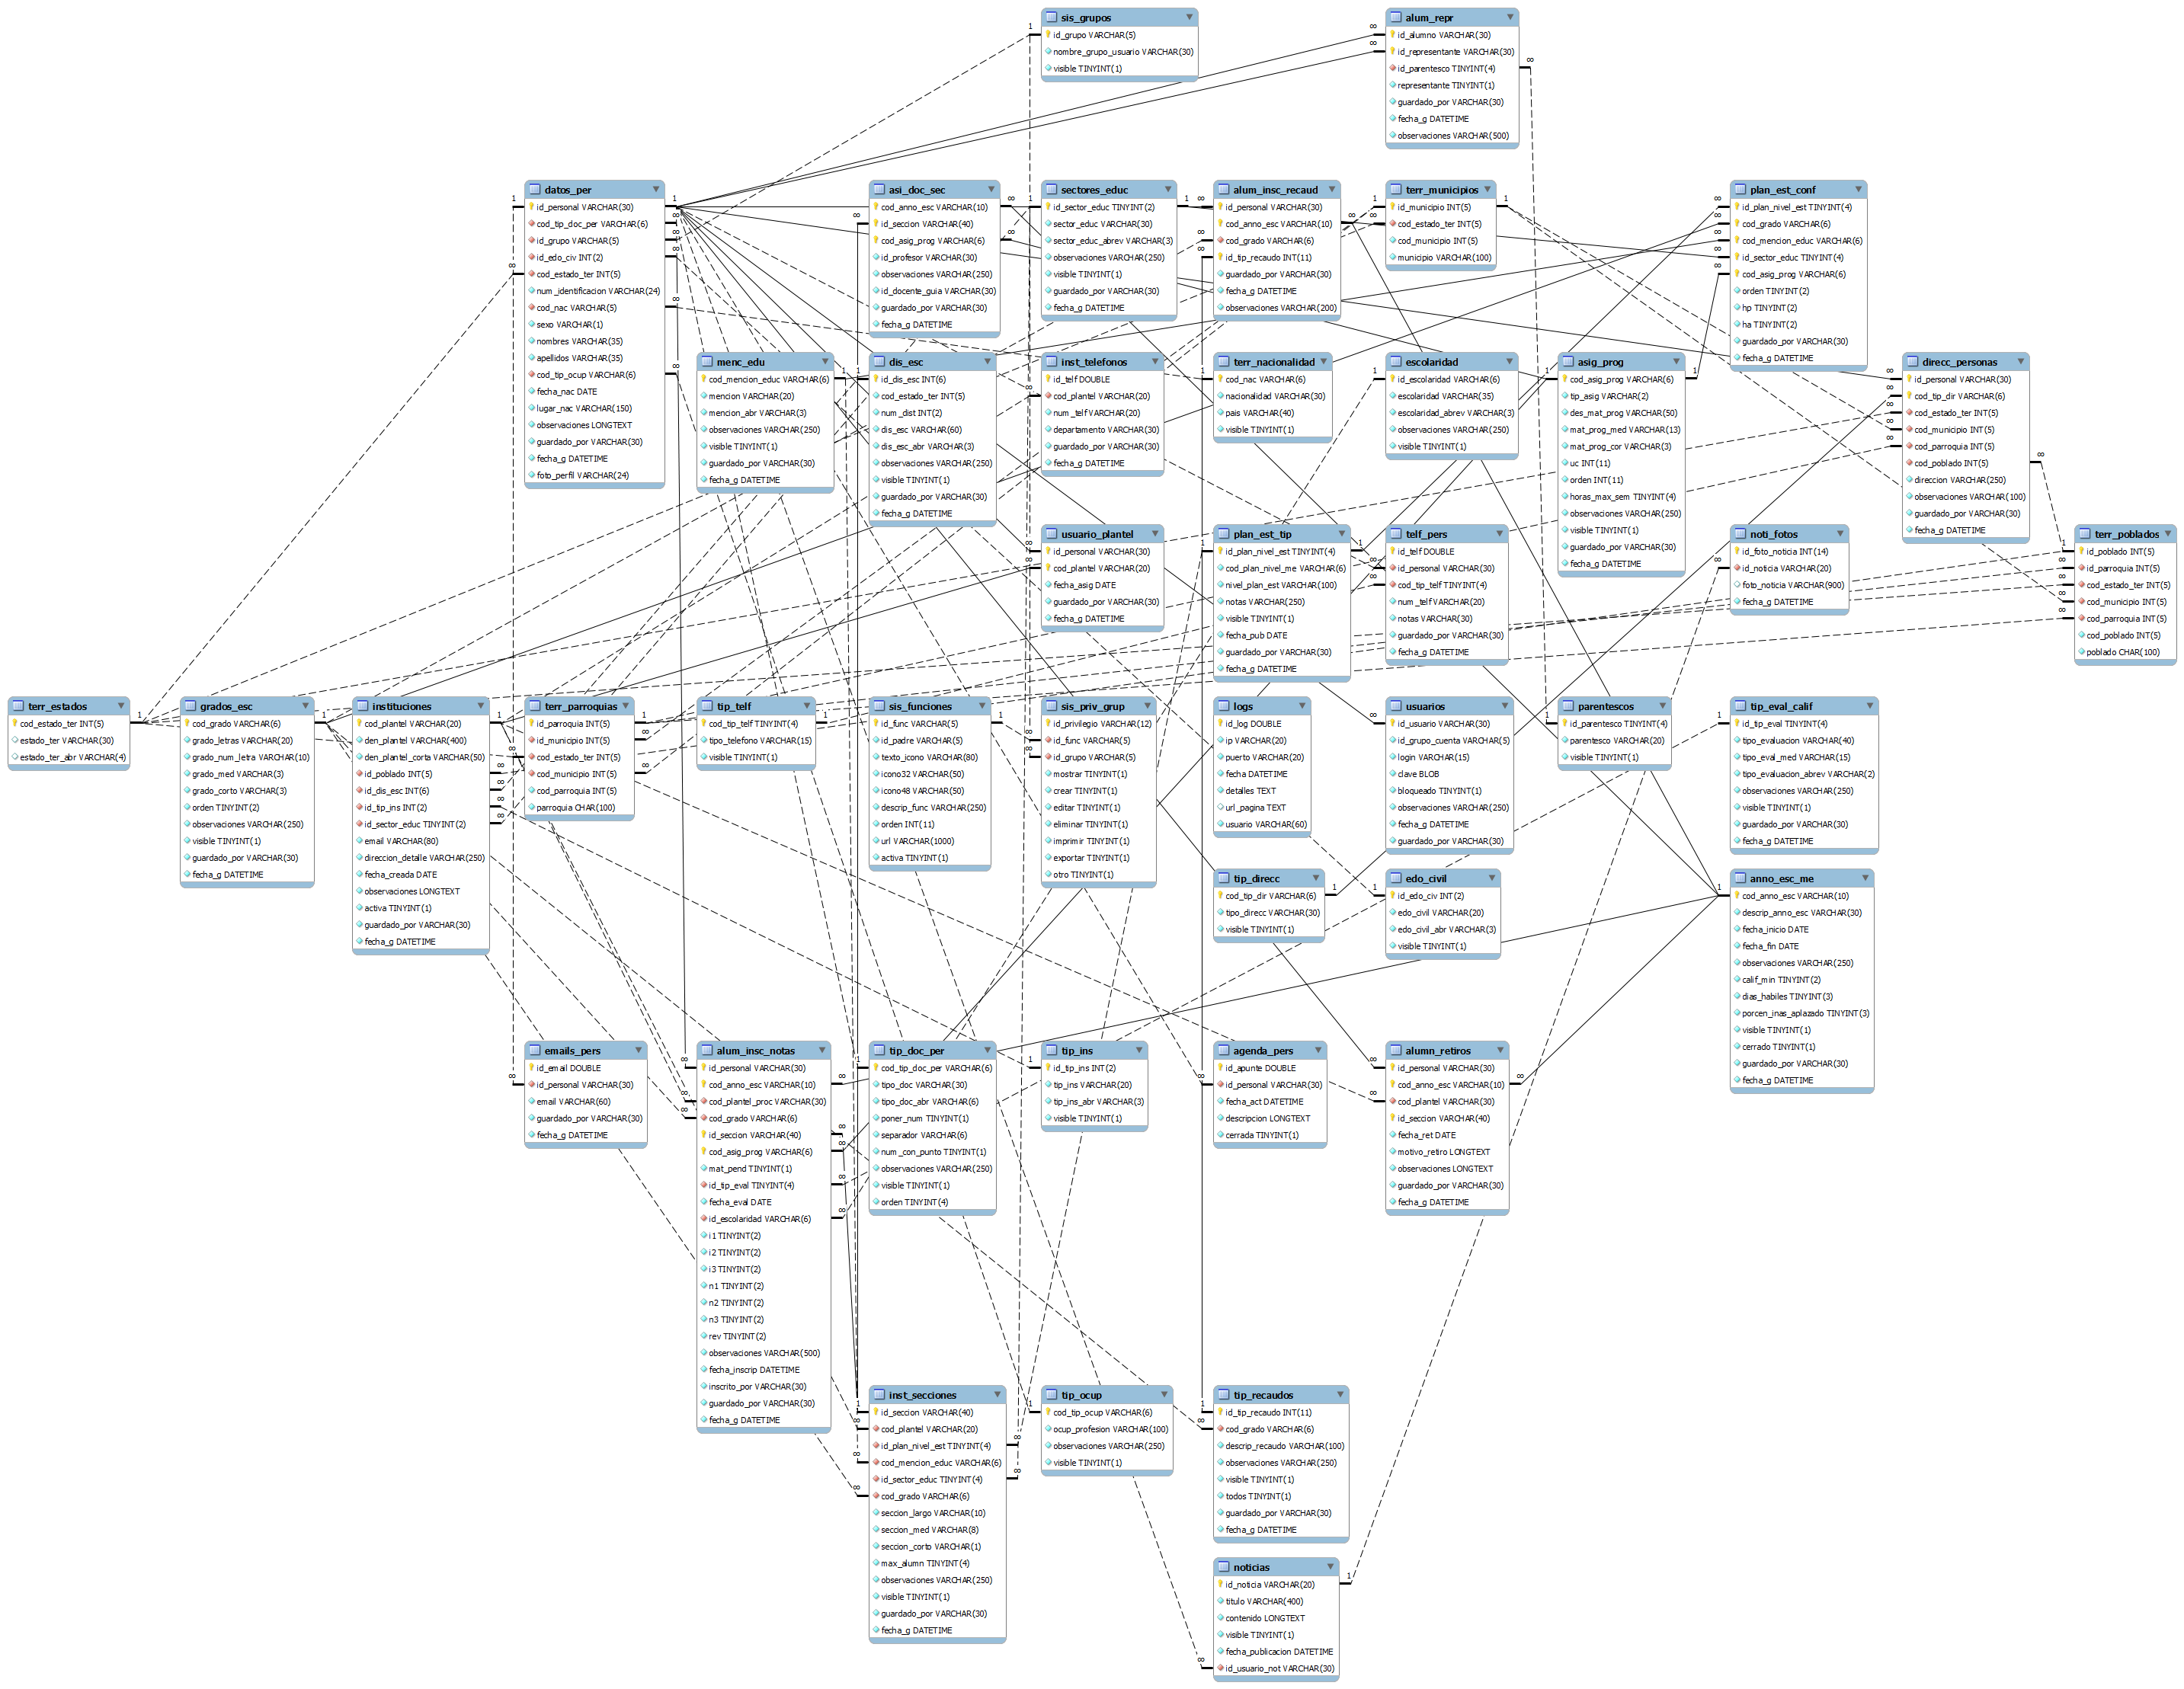 sis_grupos
id_grupo VARCHAR(5)
nombre_grupo_usuario VARCHAR(30)
visible TINYINT(1)
alum_repr
id_alumno VARCHAR(30)
id_representante VARCHAR(30)
id_parentesco TINYINT(4)
representante TINYINT(1)
guardado_por VARCHAR(30)
fecha_g DATETIME
observaciones VARCHAR(500)
datos_per
id_personal VARCHAR(30)
cod_tip_doc_per VARCHAR(6)
id_grupo VARCHAR(5)
id_edo_civ INT(2)
cod_estado_ter INT(5)
num_identificacion VARCHAR(24)
cod_nac VARCHAR(5)
sexo VARCHAR(1)
nombres VARCHAR(35)
apellidos VARCHAR(35)
cod_tip_ocup VARCHAR(6)
fecha_nac DATE
lugar_nac VARCHAR(150)
observaciones LONGTEXT
guardado_por VARCHAR(30)
fecha_g DATETIME
foto_perfil VARCHAR(24)
asi_doc_sec
cod_anno_esc VARCHAR(10)
id_seccion VARCHAR(40)
cod_asig_prog VARCHAR(6)
id_profesor VARCHAR(30)
observaciones VARCHAR(250)
id_docente_guia VARCHAR(30)
guardado_por VARCHAR(30)
fecha_g DATETIME
sectores_educ
id_sector_educ TINYINT(2)
sector_educ VARCHAR(30)
sector_educ_abrev VARCHAR(3)
observaciones VARCHAR(250)
visible TINYINT(1)
guardado_por VARCHAR(30)
fecha_g DATETIME
alum_insc_recaud
id_personal VARCHAR(30)
cod_anno_esc VARCHAR(10)
cod_grado VARCHAR(6)
id_tip_recaudo INT(11)
guardado_por VARCHAR(30)
fecha_g DATETIME
observaciones VARCHAR(200)
terr_municipios
id_municipio INT(5)
cod_estado_ter INT(5)
cod_municipio INT(5)
municipio VARCHAR(100)
plan_est_conf
id_plan_nivel_est TINYINT(4)
cod_grado VARCHAR(6)
cod_mencion_educ VARCHAR(6)
id_sector_educ TINYINT(4)
cod_asig_prog VARCHAR(6)
orden TINYINT(2)
hp TINYINT(2)
ha TINYINT(2)
guardado_por VARCHAR(30)
fecha_g DATETIME
menc_edu
cod_mencion_educ VARCHAR(6)
mencion VARCHAR(20)
mencion_abr VARCHAR(3)
observaciones VARCHAR(250)
visible TINYINT(1)
guardado_por VARCHAR(30)
fecha_g DATETIME
dis_esc
id_dis_esc INT(6)
cod_estado_ter INT(5)
num_dist INT(2)
dis_esc VARCHAR(60)
dis_esc_abr VARCHAR(3)
observaciones VARCHAR(250)
visible TINYINT(1)
guardado_por VARCHAR(30)
fecha_g DATETIME
inst_telefonos
id_telf DOUBLE
cod_plantel VARCHAR(20)
num_telf VARCHAR(20)
departamento VARCHAR(30)
guardado_por VARCHAR(30)
fecha_g DATETIME
terr_nacionalidad
cod_nac VARCHAR(6)
nacionalidad VARCHAR(30)
pais VARCHAR(40)
visible TINYINT(1)
escolaridad
id_escolaridad VARCHAR(6)
escolaridad VARCHAR(35)
escolaridad_abrev VARCHAR(3)
observaciones VARCHAR(250)
visible TINYINT(1)
asig_prog
cod_asig_prog VARCHAR(6)
tip_asig VARCHAR(2)
des_mat_prog VARCHAR(50)
mat_prog_med VARCHAR(13)
mat_prog_cor VARCHAR(3)
uc INT(11)
orden INT(11)
horas_max_sem TINYINT(4)
observaciones VARCHAR(250)
visible TINYINT(1)
guardado_por VARCHAR(30)
fecha_g DATETIME
direcc_personas
id_personal VARCHAR(30)
cod_tip_dir VARCHAR(6)
cod_estado_ter INT(5)
cod_municipio INT(5)
cod_parroquia INT(5)
cod_poblado INT(5)
direccion VARCHAR(250)
observaciones VARCHAR(100)
guardado_por VARCHAR(30)
fecha_g DATETIME
usuario_plantel
id_personal VARCHAR(30)
cod_plantel VARCHAR(20)
fecha_asig DATE
guardado_por VARCHAR(30)
fecha_g DATETIME
plan_est_tip
id_plan_nivel_est TINYINT(4)
cod_plan_nivel_me VARCHAR(6)
nivel_plan_est VARCHAR(100)
notas VARCHAR(250)
visible TINYINT(1)
fecha_pub DATE
guardado_por VARCHAR(30)
fecha_g DATETIME
telf_pers
id_telf DOUBLE
id_personal VARCHAR(30)
cod_tip_telf TINYINT(4)
num_telf VARCHAR(20)
notas VARCHAR(30)
guardado_por VARCHAR(30)
fecha_g DATETIME
noti_fotos
id_foto_noticia INT(14)
id_noticia VARCHAR(20)
foto_noticia VARCHAR(900)
fecha_g DATETIME
terr_poblados
id_poblado INT(5)
id_parroquia INT(5)
cod_estado_ter INT(5)
cod_municipio INT(5)
cod_parroquia INT(5)
cod_poblado INT(5)
poblado CHAR(100)
terr_estados
cod_estado_ter INT(5)
estado_ter VARCHAR(30)
estado_ter_abr VARCHAR(4)
grados_esc
cod_grado VARCHAR(6)
grado_letras VARCHAR(20)
grado_num_letra VARCHAR(10)
grado_med VARCHAR(3)
grado_corto VARCHAR(3)
orden TINYINT(2)
observaciones VARCHAR(250)
visible TINYINT(1)
guardado_por VARCHAR(30)
fecha_g DATETIME
instituciones
cod_plantel VARCHAR(20)
den_plantel VARCHAR(400)
den_plantel_corta VARCHAR(50)
id_poblado INT(5)
id_dis_esc INT(6)
id_tip_ins INT(2)
id_sector_educ TINYINT(2)
email VARCHAR(80)
direccion_detalle VARCHAR(250)
fecha_creada DATE
observaciones LONGTEXT
activa TINYINT(1)
guardado_por VARCHAR(30)
fecha_g DATETIME
terr_parroquias
id_parroquia INT(5)
id_municipio INT(5)
cod_estado_ter INT(5)
cod_municipio INT(5)
cod_parroquia INT(5)
parroquia CHAR(100)
tip_telf
cod_tip_telf TINYINT(4)
tipo_telefono VARCHAR(15)
visible TINYINT(1)
sis_funciones
id_func VARCHAR(5)
id_padre VARCHAR(5)
texto_icono VARCHAR(80)
icono32 VARCHAR(50)
icono48 VARCHAR(50)
descrip_func VARCHAR(250)
orden INT(11)
url VARCHAR(1000)
activa TINYINT(1)
sis_priv_grup
id_privilegio VARCHAR(12)
id_func VARCHAR(5)
id_grupo VARCHAR(5)
mostrar TINYINT(1)
crear TINYINT(1)
editar TINYINT(1)
eliminar TINYINT(1)
imprimir TINYINT(1)
exportar TINYINT(1)
otro TINYINT(1)
logs
id_log DOUBLE
ip VARCHAR(20)
puerto VARCHAR(20)
fecha DATETIME
detalles TEXT
url_pagina TEXT
usuario VARCHAR(60)
usuarios
id_usuario VARCHAR(30)
id_grupo_cuenta VARCHAR(5)
login VARCHAR(15)
clave BLOB
bloqueado TINYINT(1)
observaciones VARCHAR(250)
fecha_g DATETIME
guardado_por VARCHAR(30)
parentescos
id_parentesco TINYINT(4)
parentesco VARCHAR(20)
visible TINYINT(1)
tip_eval_calif
id_tip_eval TINYINT(4)
tipo_evaluacion VARCHAR(40)
tipo_eval_med VARCHAR(15)
tipo_evaluacion_abrev VARCHAR(2)
observaciones VARCHAR(250)
visible TINYINT(1)
guardado_por VARCHAR(30)
fecha_g DATETIME
tip_direcc
cod_tip_dir VARCHAR(6)
tipo_direcc VARCHAR(30)
visible TINYINT(1)
edo_civil
id_edo_civ INT(2)
edo_civil VARCHAR(20)
edo_civil_abr VARCHAR(3)
visible TINYINT(1)
anno_esc_me
cod_anno_esc VARCHAR(10)
descrip_anno_esc VARCHAR(30)
fecha_inicio DATE
fecha_fin DATE
observaciones VARCHAR(250)
calif_min TINYINT(2)
dias_habiles TINYINT(3)
porcen_inas_aplazado TINYINT(3)
visible TINYINT(1)
cerrado TINYINT(1)
guardado_por VARCHAR(30)
fecha_g DATETIME
emails_pers
id_email DOUBLE
id_personal VARCHAR(30)
email VARCHAR(60)
guardado_por VARCHAR(30)
fecha_g DATETIME
alum_insc_notas
id_personal VARCHAR(30)
cod_anno_esc VARCHAR(10)
cod_plantel_proc VARCHAR(30)
cod_grado VARCHAR(6)
id_seccion VARCHAR(40)
cod_asig_prog VARCHAR(6)
mat_pend TINYINT(1)
id_tip_eval TINYINT(4)
fecha_eval DATE
id_escolaridad VARCHAR(6)
i1 TINYINT(2)
i2 TINYINT(2)
i3 TINYINT(2)
n1 TINYINT(2)
n2 TINYINT(2)
n3 TINYINT(2)
rev TINYINT(2)
observaciones VARCHAR(500)
fecha_inscrip DATETIME
inscrito_por VARCHAR(30)
guardado_por VARCHAR(30)
fecha_g DATETIME
tip_doc_per
cod_tip_doc_per VARCHAR(6)
tipo_doc VARCHAR(30)
tipo_doc_abr VARCHAR(6)
poner_num TINYINT(1)
separador VARCHAR(6)
num_con_punto TINYINT(1)
observaciones VARCHAR(250)
visible TINYINT(1)
orden TINYINT(4)
tip_ins
id_tip_ins INT(2)
tip_ins VARCHAR(20)
tip_ins_abr VARCHAR(3)
visible TINYINT(1)
agenda_pers
id_apunte DOUBLE
id_personal VARCHAR(30)
fecha_act DATETIME
descripcion LONGTEXT
cerrada TINYINT(1)
alumn_retiros
id_personal VARCHAR(30)
cod_anno_esc VARCHAR(10)
cod_plantel VARCHAR(30)
id_seccion VARCHAR(40)
fecha_ret DATE
motivo_retiro LONGTEXT
observaciones LONGTEXT
guardado_por VARCHAR(30)
fecha_g DATETIME
inst_secciones
id_seccion VARCHAR(40)
cod_plantel VARCHAR(20)
id_plan_nivel_est TINYINT(4)
cod_mencion_educ VARCHAR(6)
id_sector_educ TINYINT(4)
cod_grado VARCHAR(6)
seccion_largo VARCHAR(10)
seccion_med VARCHAR(8)
seccion_corto VARCHAR(1)
max_alumn TINYINT(4)
observaciones VARCHAR(250)
visible TINYINT(1)
guardado_por VARCHAR(30)
fecha_g DATETIME
tip_ocup
cod_tip_ocup VARCHAR(6)
ocup_profesion VARCHAR(100)
observaciones VARCHAR(250)
visible TINYINT(1)
tip_recaudos
id_tip_recaudo INT(11)
cod_grado VARCHAR(6)
descrip_recaudo VARCHAR(100)
observaciones VARCHAR(250)
visible TINYINT(1)
todos TINYINT(1)
guardado_por VARCHAR(30)
fecha_g DATETIME
noticias
id_noticia VARCHAR(20)
titulo VARCHAR(400)
contenido LONGTEXT
visible TINYINT(1)
fecha_publicacion DATETIME
id_usuario_not VARCHAR(30)